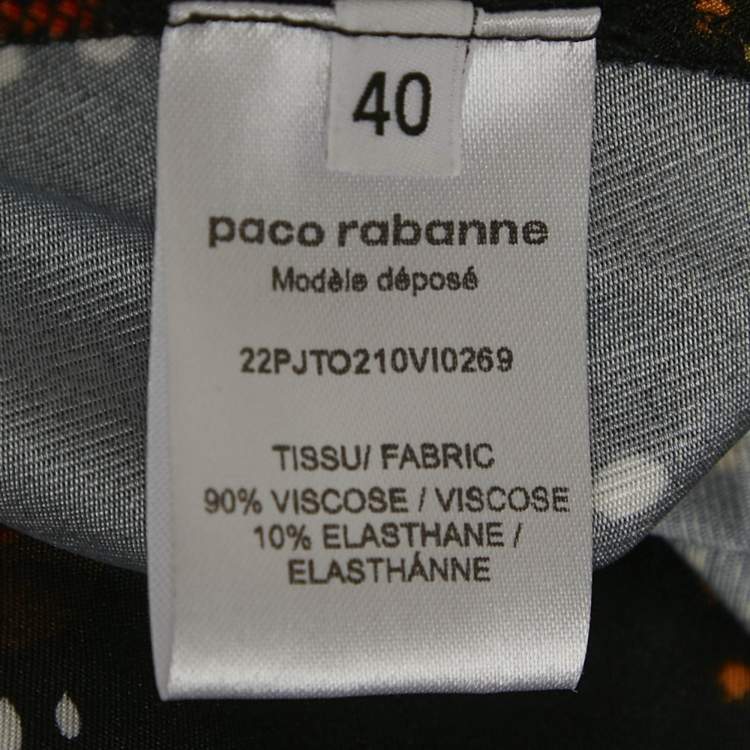 40
paco rabanne
Modèle déposé
22PJTO210VI0269
TISSU/ FABRIC
90% VISCOSE / VISCOSE
10% ELASTHANE /
ELASTHÁNNE